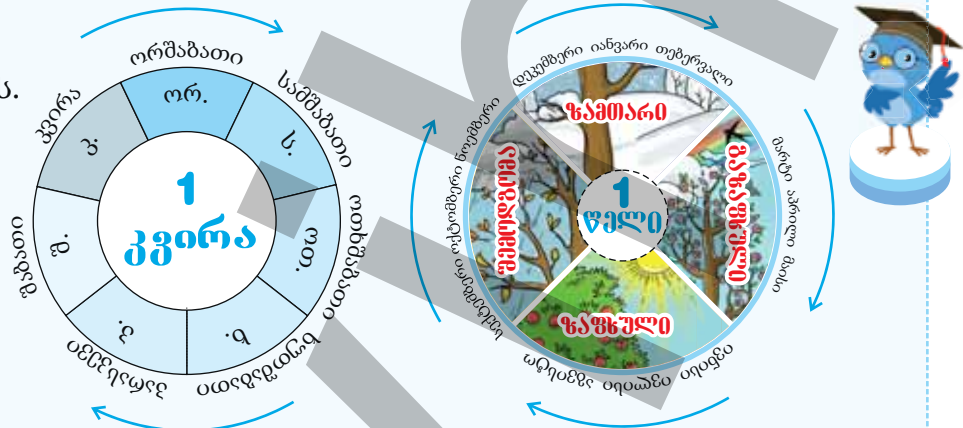 ს.
ორშაბათი
სამშაბათი
ოთხშაბათი
ხუთშაბათი
პარასკევი
შაბათი
კვირა
ორ.
ს.
ოთ.
ხ.
პ.
შ.
კ.
1
კვირა
დეკემბერი იანვარი თებერვალი
მარტი აპრილი მაისი
ივნისი ივლისი აგვისტო
სექტემბერი ოქტომბერი ნოემბერი
ზამთარი
გაზაფხული
ზაფხული
შემოდგომა
1
წელი